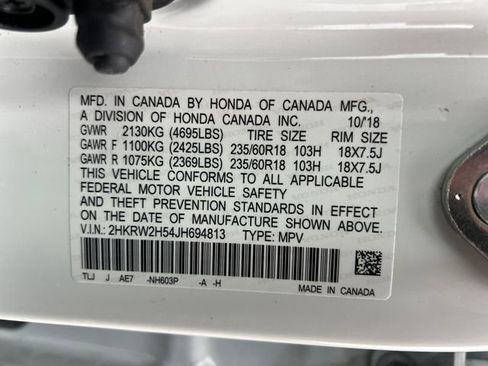 MFD. IN CANADA BY HONDA OF CANADA MFG.,
A DIVISION OF HONDA CANADA INC. 10/18
GVWR 2130KG (4695LBS) TIRE SIZE RIM SIZE
GAWR F 1100KG (2425LBS) 235/60R18 103H 18X7.5J
GAWR R 1075KG (2369LBS) 235/60R18 103H 18X7.5J
THIS VEHICLE CONFORMS TO ALL APPLICABLE
FEDERAL MOTOR VEHICLE SAFETY
AND THEFT PREVENTION STANDARDS IN EFFECT
ON THE DATE OF MANUFACTURE SHOWN ABOVE.
V.I.N.: 2HKRW2H54JH694813 TYPE: MPV
TLJ J AE7 -NH603P -A -H
MADE IN CANADA